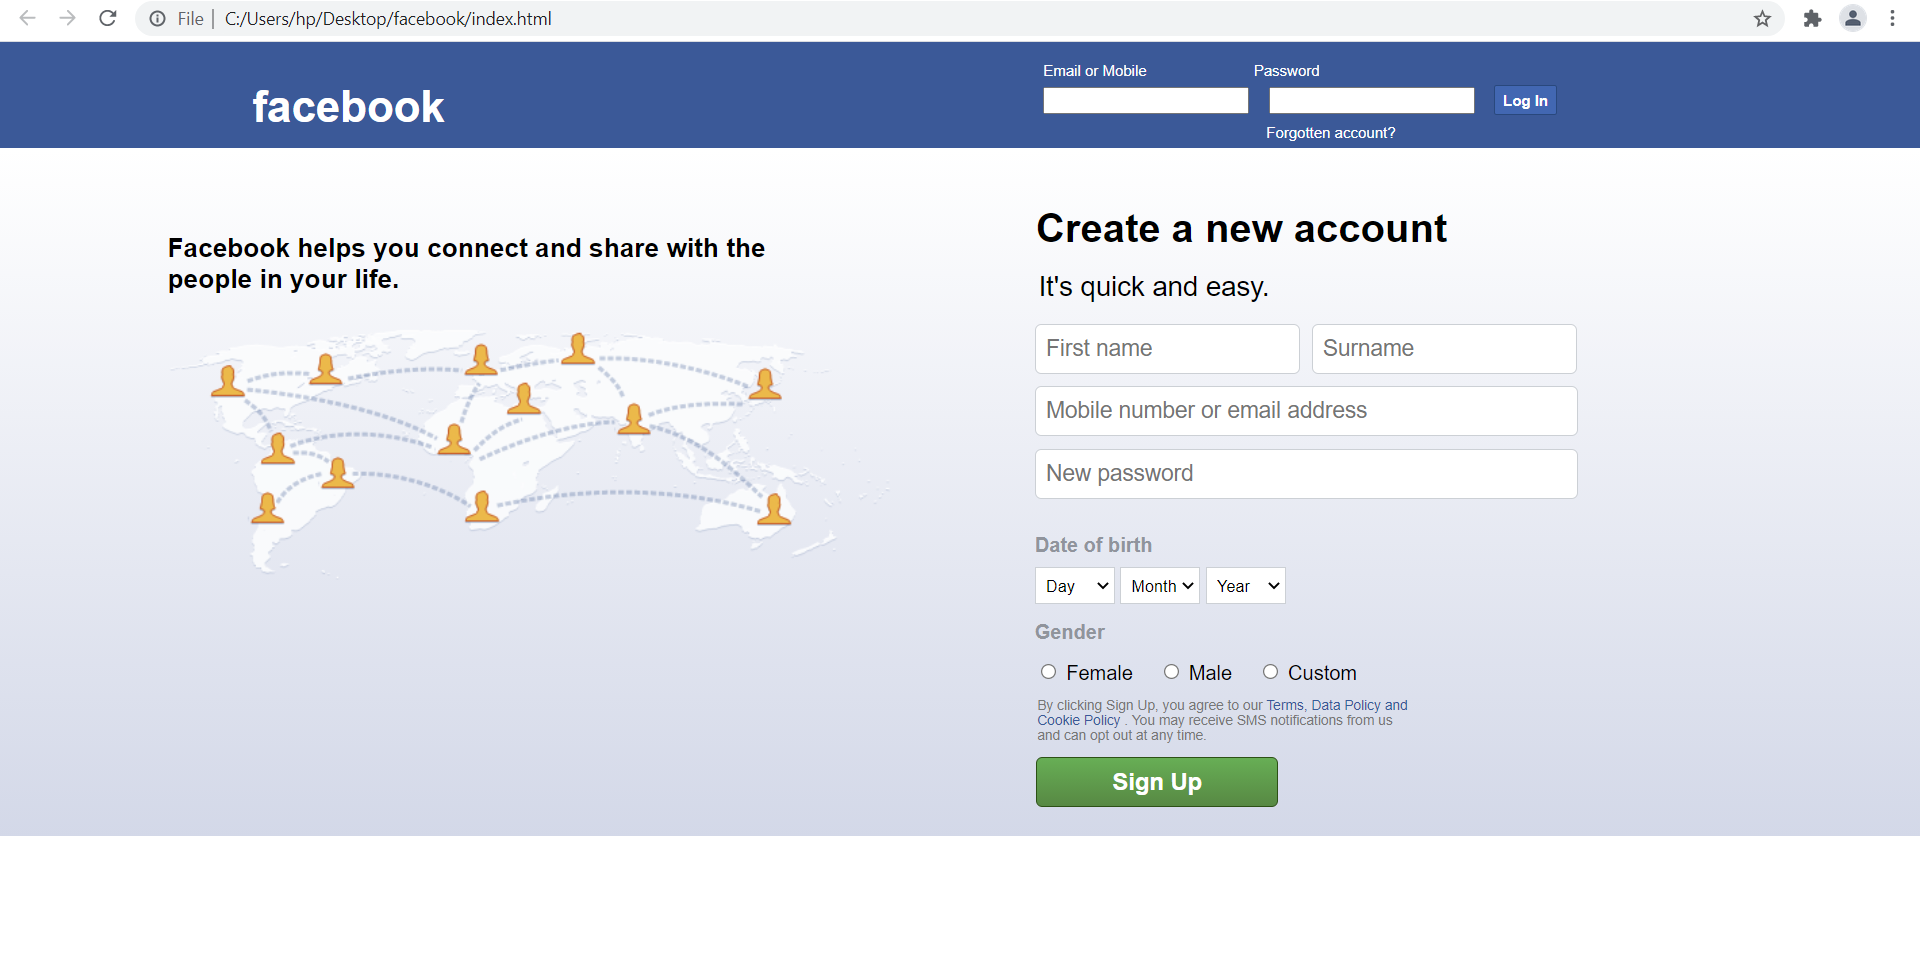 File | C:/Users/hp/Desktop/facebook/index.html
Email or Mobile Password
facebook
Log In
Forgotten account?
Create a new account
Facebook helps you connect and share with the
people in your life.
It's quick and easy.
First name Surname
Mobile number or email address
New password
Date of birth
Day Month Year
Gender
Female Male Custom
By clicking Sign Up, you agree to our Terms, Data Policy and
Cookie Policy . You may receive SMS notifications from us
and can opt out at any time.
Sign Up